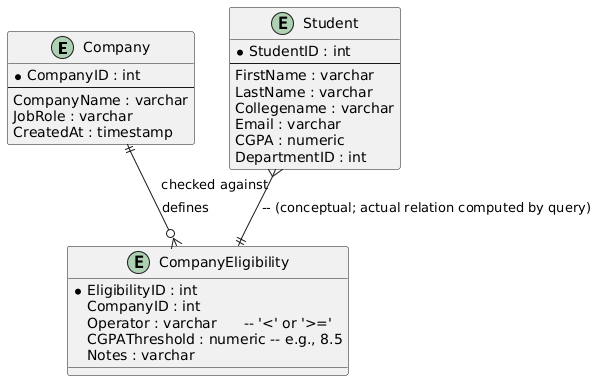 E Company
* CompanyID : int
CompanyName : varchar
JobRole : varchar
CreatedAt : timestamp
E Student
* StudentID : int
FirstName : varchar
LastName : varchar
Collegename : varchar
Email : varchar
CGPA : numeric
DepartmentID : int
checked against
defines
-- (conceptual; actual relation computed by query)
E CompanyEligibility
* EligibilityID : int
CompanyID : int
Operator : varchar      -- '<' or '>='
CGPAThreshold : numeric -- e.g., 8.5
Notes : varchar